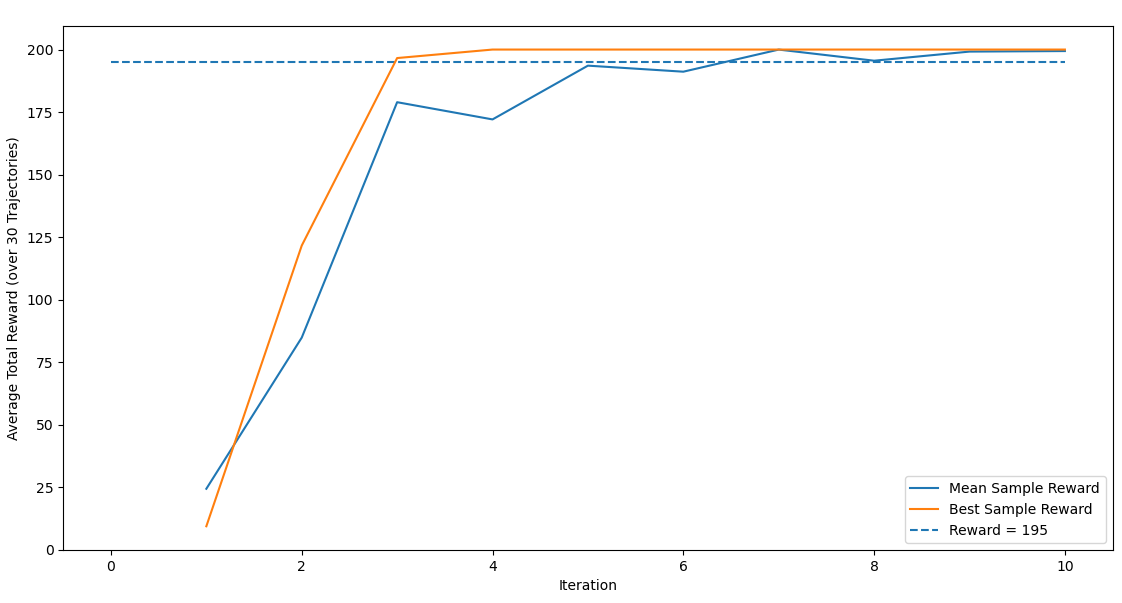 Average Total Reward (over 30 Trajectories)
200
175
150
125
100
75
50
25
0
0 2 4 6 8 10
Iteration
Mean Sample Reward
Best Sample Reward
Reward = 195